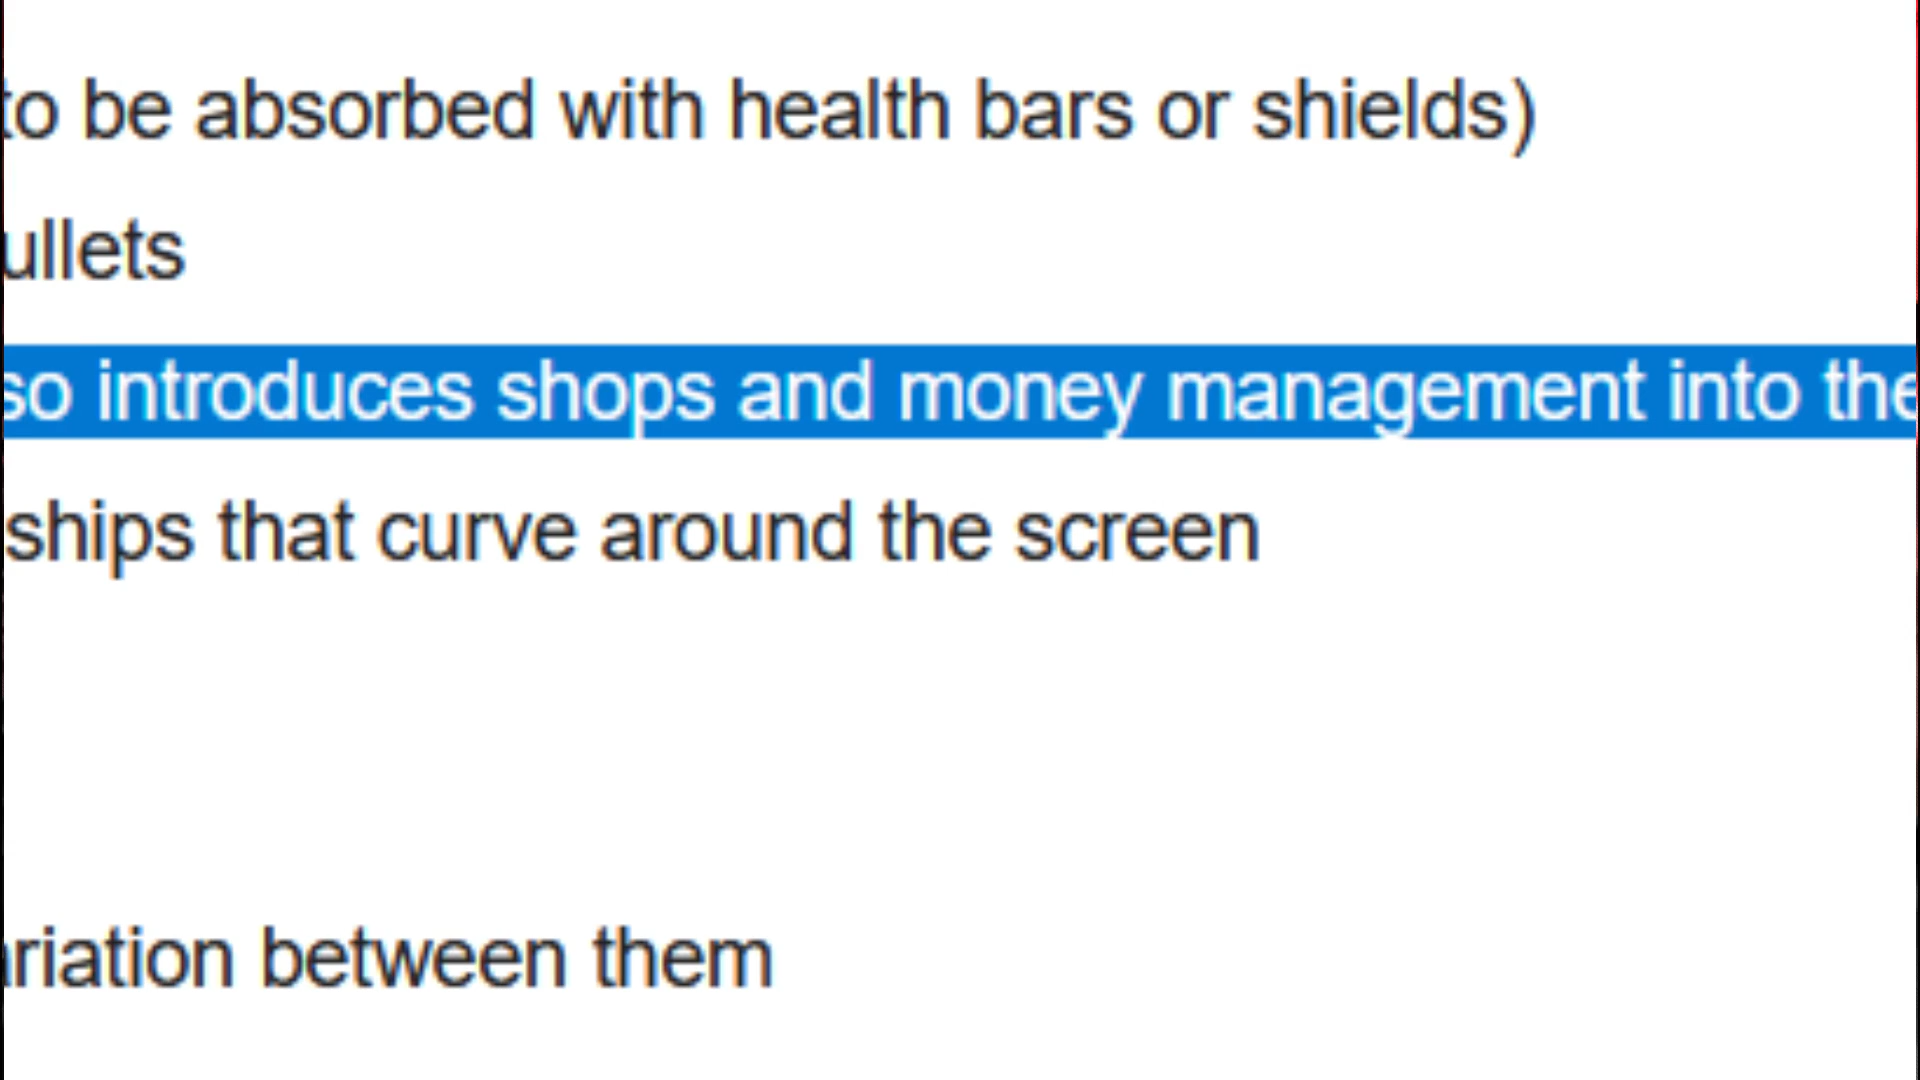 to be absorbed with health bars or shields)
ullets
so introduces shops and money management into the
ships that curve around the screen
riation between them